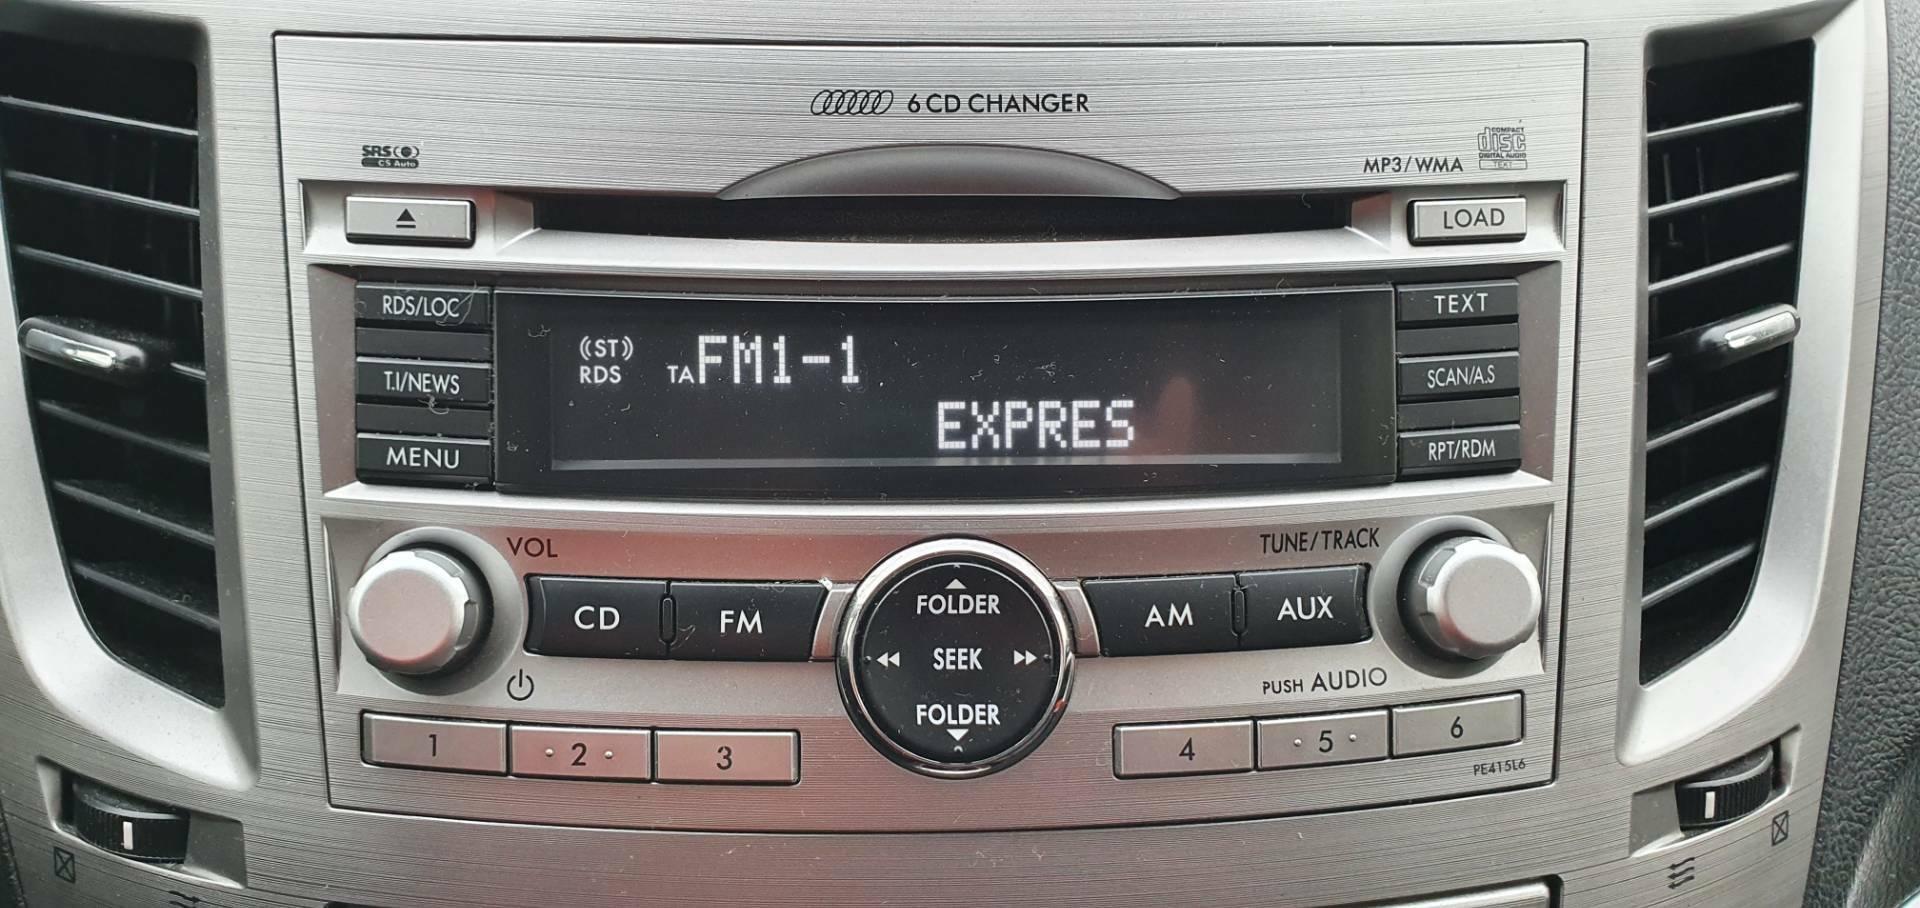 6 CD CHANGER
SRS(●)
CS Auto
MP3/WMA
COMPACT
disc
DIGITAL AUDIO
TEXT
LOAD
RDS/LOC
T.I/NEWS
MENU
(ST)
RDS
TA FM1-1
EXPRES
TEXT
SCAN/A.S
RPT/RDM
VOL
TUNE/TRACK
CD
FM
FOLDER
SEEK
FOLDER
AM
AUX
PUSH AUDIO
1
2
3
4
5
6
PE415L6